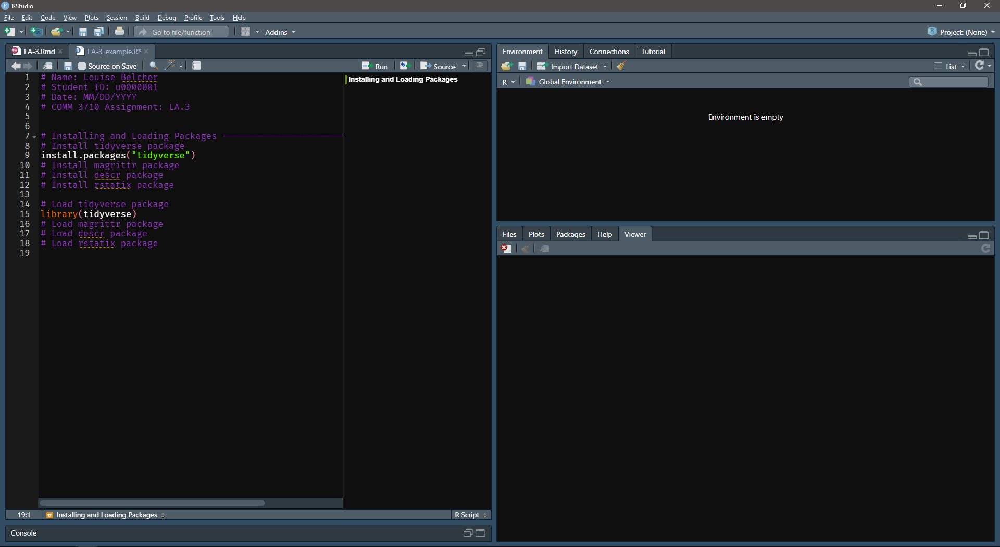 RStudio
File Edit Code View Plots Session Build Debug Profile Tools Help
Go to file/function Addins Project: (None)
LA-3.Rmd LA-3_example.R*
Source on Save Run Source
1 # Name: Louise Belcher
2 # Student ID: u0000001
3 # Date: MM/DD/YYYY
4 # COMM 3710 Assignment: LA.3
5
6
7 # Installing and Loading Packages
8 # Install tidyverse package
9 install.packages("tidyverse")
10 # Install magrittr package
11 # Install descr package
12 # Install rstatix package
13
14 # Load tidyverse package
15 library(tidyverse)
16 # Load magrittr package
17 # Load descr package
18 # Load rstatix package
19
Installing and Loading Packages
19:1 # Installing and Loading Packages R Script
Console
Environment History Connections Tutorial
Import Dataset List
R Global Environment
Environment is empty
Files Plots Packages Help Viewer